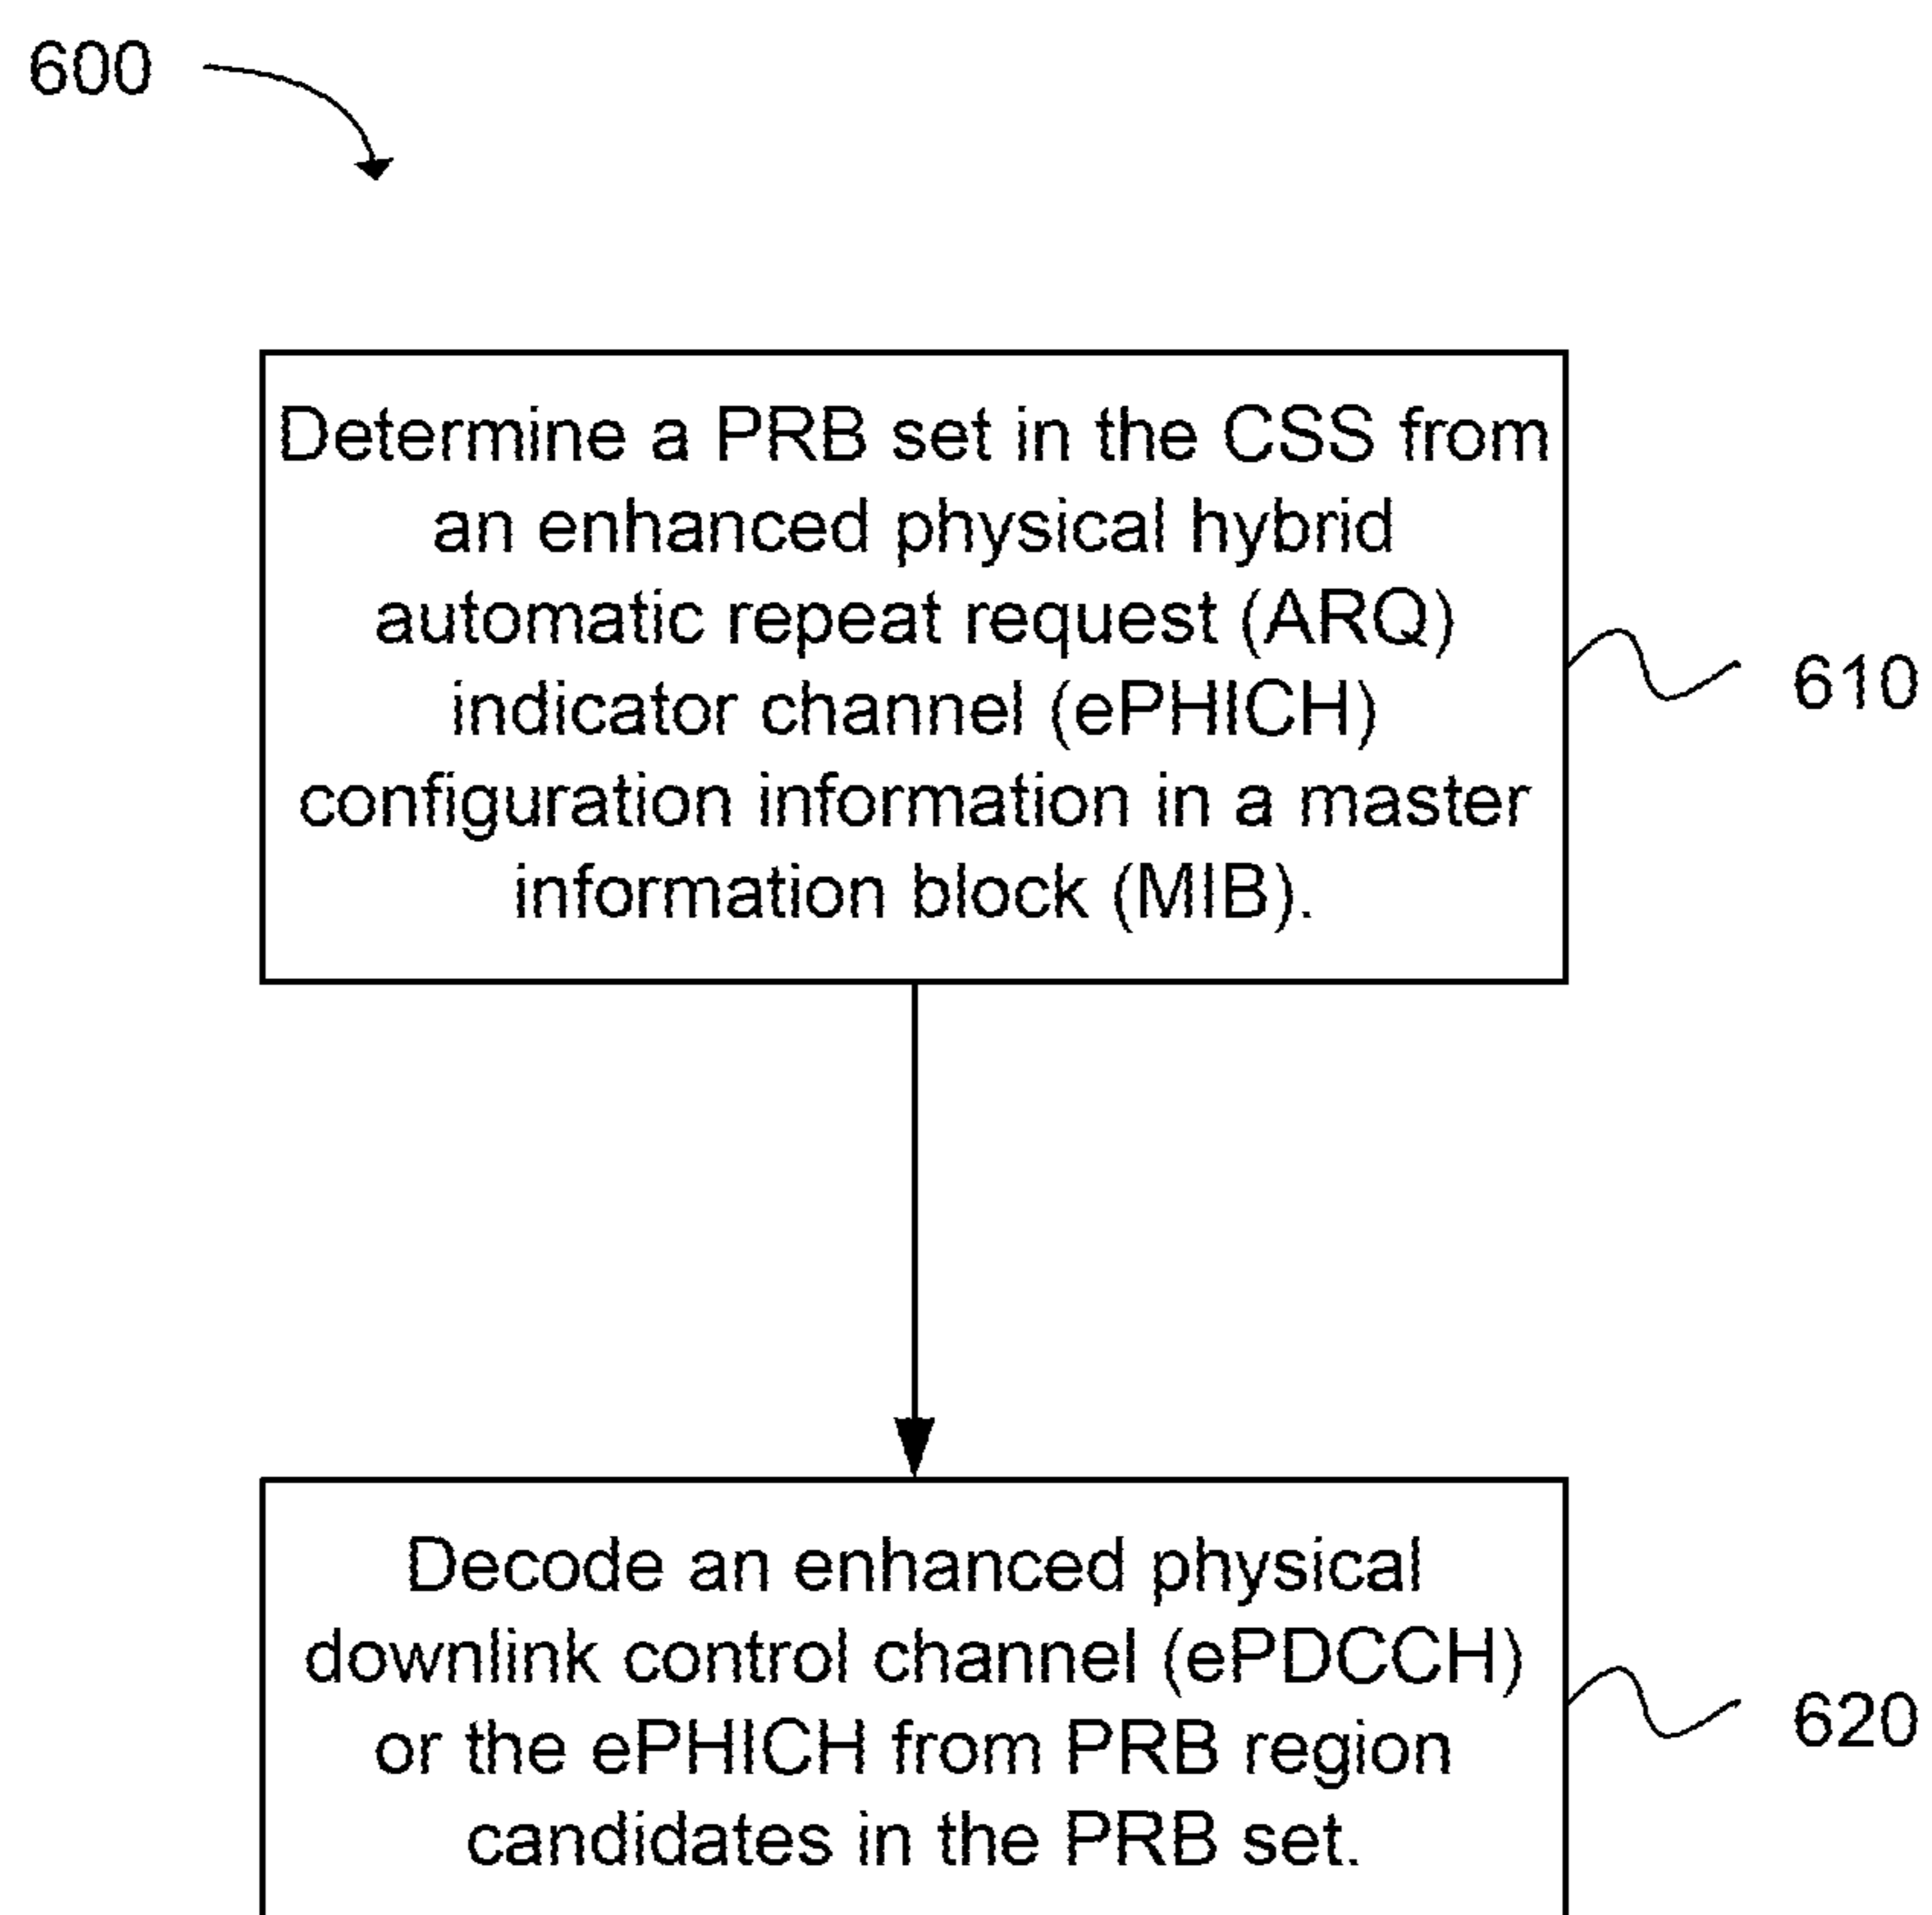 600
Determine a PRB set in the CSS from
an enhanced physical hybrid
automatic repeat request (ARQ)
indicator channel (ePHICH)
configuration information in a master
information block (MIB).
610
Decode an enhanced physical
downlink control channel (ePDCCH)
or the ePHICH from PRB region
candidates in the PRB set.
620